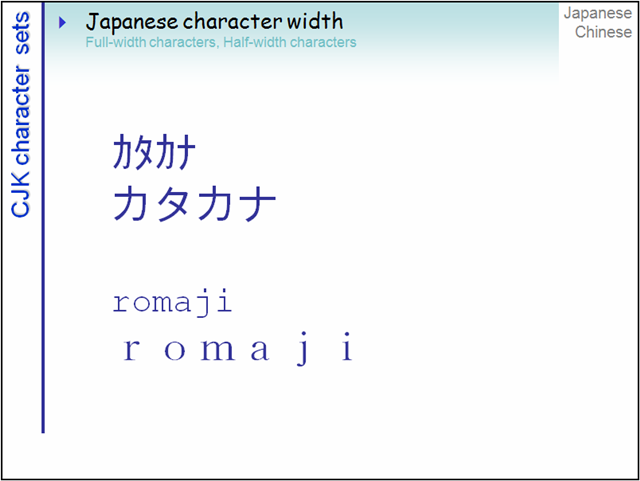 CJK character sets
Japanese character width
Full-width characters, Half-width characters
Japanese
Chinese
カタカナ
カタカナ
romaji
ｒｏｍａｊｉ